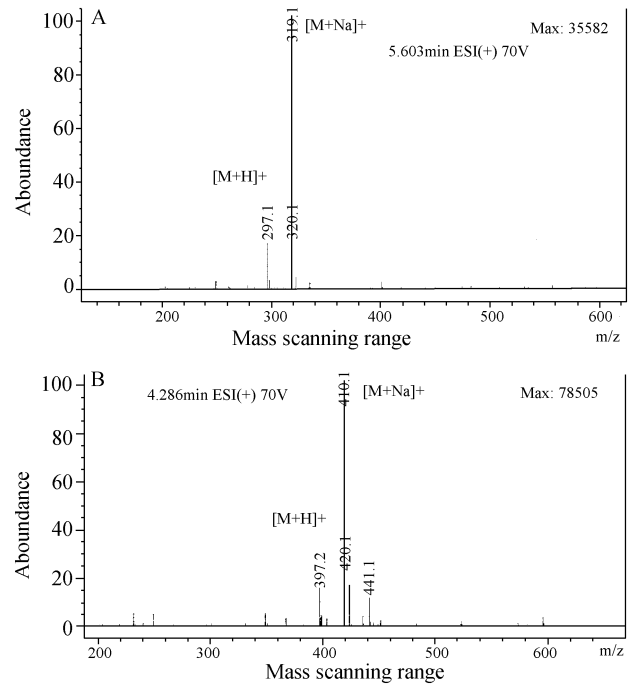 A
100
319.1
[M+Na]+
Max: 35582
5.603min ESI(+) 70V
80
Aboundance
60
40
[M+H]+
297.1
320.1
20
0
200
300
400
500
600
Mass scanning range
m/z
B
100
410.1
[M+Na]+
4.286min ESI(+) 70V
Max: 78505
80
Aboundance
60
40
[M+H]+
420.1
397.2
441.1
20
0
200
300
400
500
600
Mass scanning range
m/z